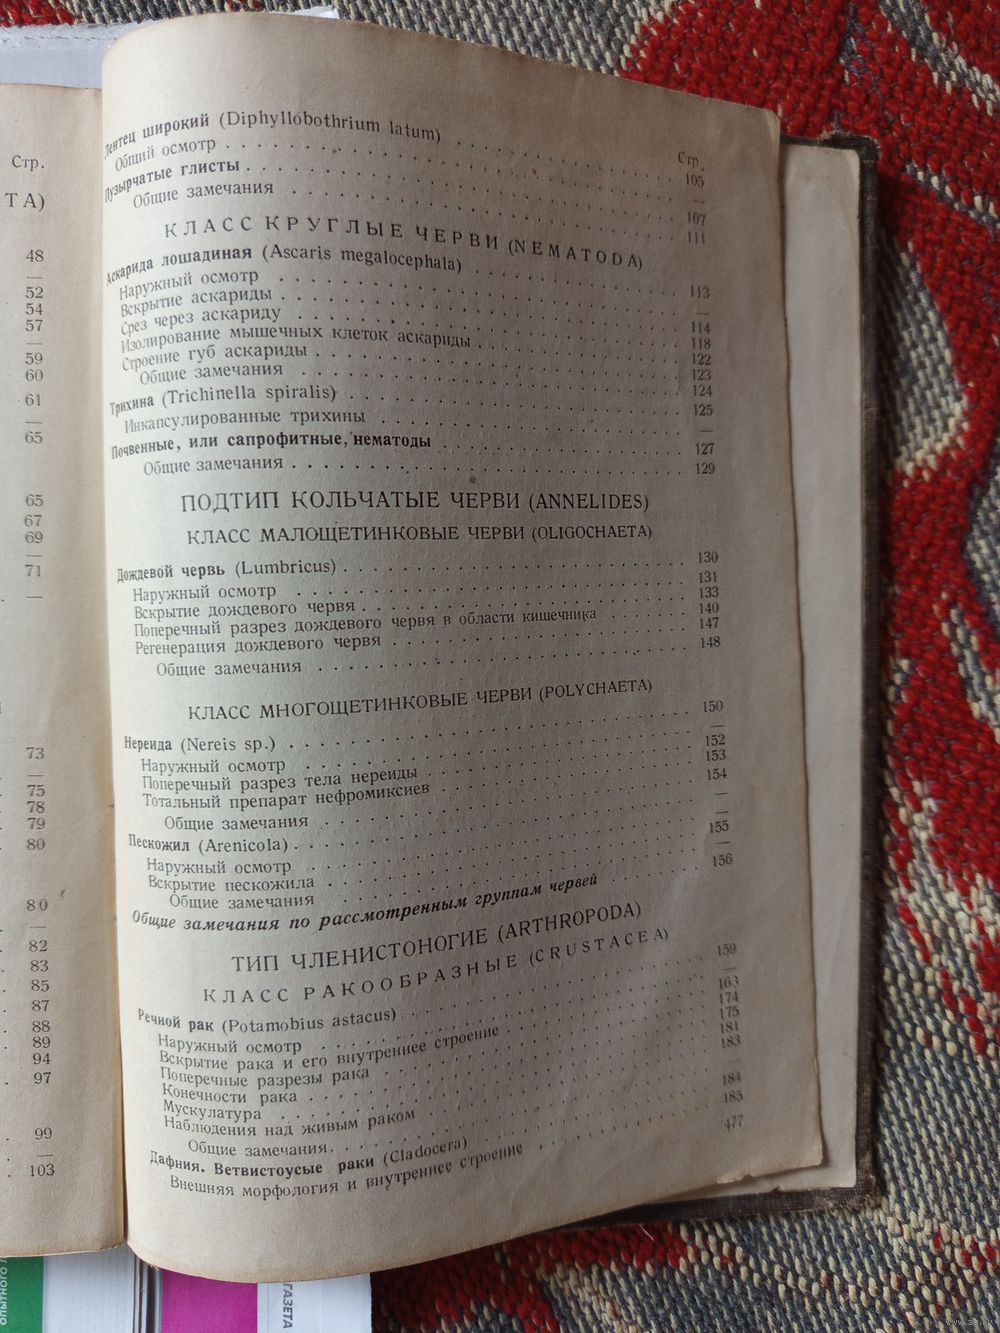 Стр.
ТА)
48
—
52
54
57
—
59
60
61
—
65
65
67
69
—
71
—
73
—
75
78
79
80
80
—
82
83
85
87
88
89
94
97
99
—
103
Стр.
Лентец широкий (Diphyllobothrium latum) 105
Общий осмотр —
Пузырчатые глисты 107
Общие замечания 111
КЛАСС КРУГЛЫЕ ЧЕРВИ (NEMATODA)
Аскарида лошадиная (Ascaris megalocephala) 113
Наружный осмотр —
Вскрытие аскариды 114
Срез через аскариду 118
Изолирование мышечных клеток аскариды 122
Строение губ аскариды 123
Общие замечания 124
Трихина (Trichinella spiralis) 125
Инкапсулированные трихины —
Почвенные, или сапрофитные, нематоды 127
Общие замечания 129
ПОДТИП КОЛЬЧАТЫЕ ЧЕРВИ (ANNELIDES)
КЛАСС МАЛОЩЕТИНКОВЫЕ ЧЕРВИ (OLIGOCHAETA)
Дождевой червь (Lumbricus) 130
Наружный осмотр 131
Вскрытие дождевого червя 133
Поперечный разрез дождевого червя в области кишечника 140
Регенерация дождевого червя 147
Общие замечания 148
КЛАСС МНОГОЩЕТИНКОВЫЕ ЧЕРВИ (POLYCHAETA)
Нереида (Nereis sp.) 150
Наружный осмотр —
Поперечный разрез тела нереиды 152
Тотальный препарат нефромиксиев 153
Общие замечания 154
Пескожил (Arenicola) —
Наружный осмотр —
Вскрытие пескожила 155
Общие замечания —
Общие замечания по рассмотренным группам червей 156
ТИП ЧЛЕНИСТОНОГИЕ (ARTHROPODA)
КЛАСС РАКООБРАЗНЫЕ (CRUSTACEA)
Речной рак (Potamobius astacus) 159
Наружный осмотр —
Вскрытие рака и его внутреннее строение 163
Поперечные разрезы рака 174
Конечности рака 175
Мускулатура 181
Наблюдения над живым раком 183
Общие замечания —
Дафния. Ветвистоусые раки (Cladocera) 184
Внешняя морфология и внутреннее строение 185
477
ГАЗЕТА